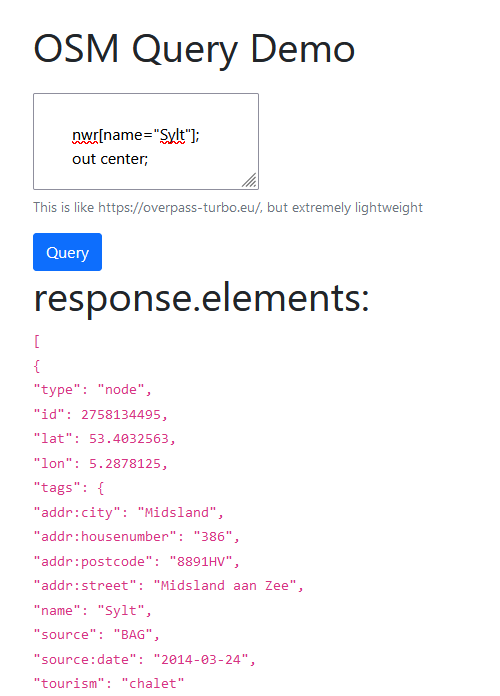 OSM Query Demo
nwr[name="Sylt"];
out center;
This is like https://overpass-turbo.eu/, but extremely lightweight
Query
response.elements:
[
{
"type": "node",
"id": 2758134495,
"lat": 53.4032563,
"lon": 5.2878125,
"tags": {
"addr:city": "Midsland",
"addr:housenumber": "386",
"addr:postcode": "8891HV",
"addr:street": "Midsland aan Zee",
"name": "Sylt",
"source": "BAG",
"source:date": "2014-03-24",
"tourism": "chalet"